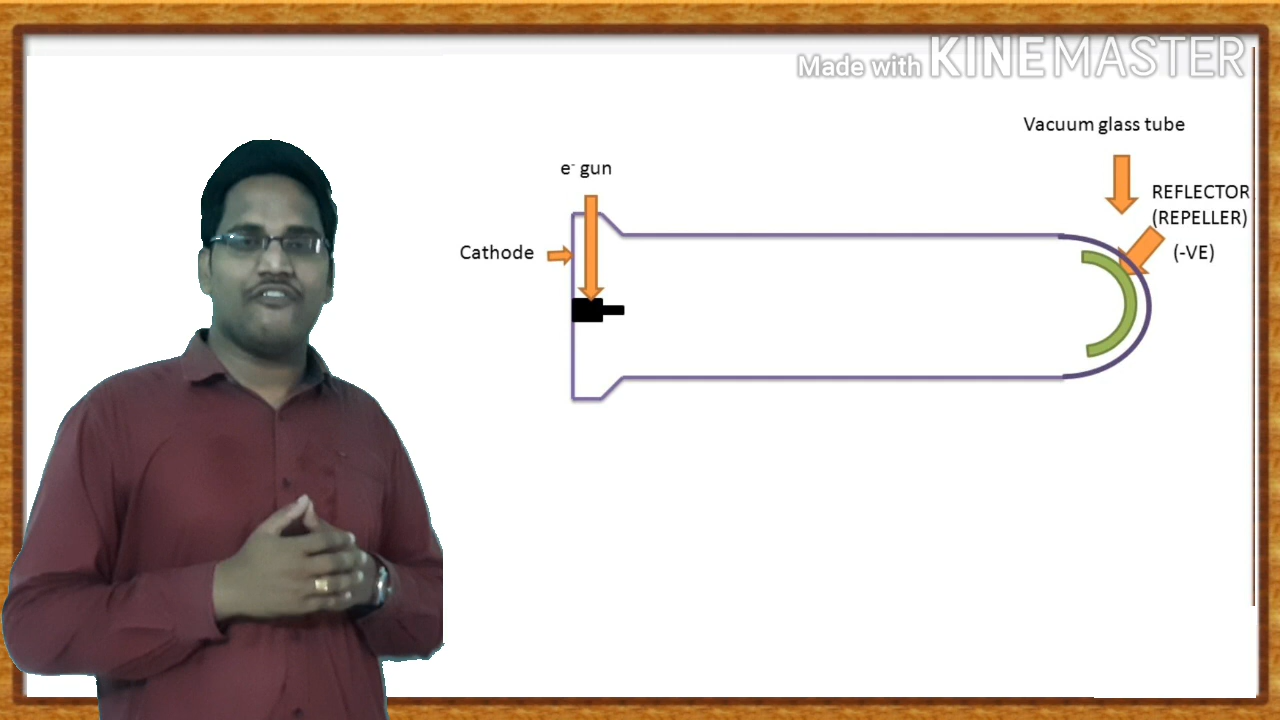 Made with KINEMASTER
Vacuum glass tube
e⁻ gun
REFLECTOR
(REPELLER)
Cathode
(-VE)